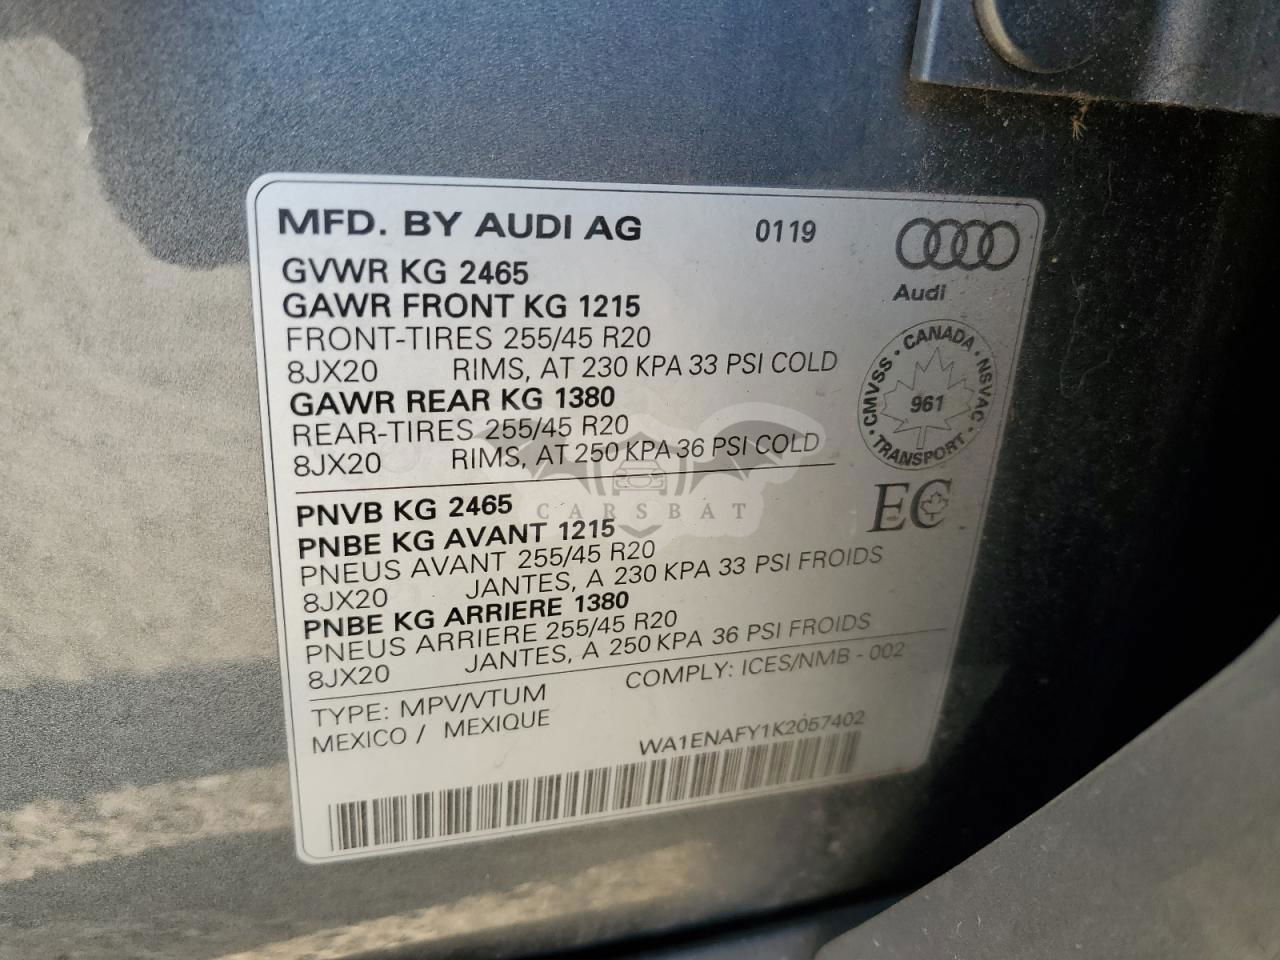 MFD. BY AUDI AG 0119
Audi
GVWR KG 2465
GAWR FRONT KG 1215
FRONT-TIRES 255/45 R20
8JX20 RIMS, AT 230 KPA 33 PSI COLD
GAWR REAR KG 1380
REAR-TIRES 255/45 R20
8JX20 RIMS, AT 250 KPA 36 PSI COLD
CANADA · NSVAC · TRANSPORT · CMVSS ·
961
EC
CARSBAT
PNVB KG 2465
PNBE KG AVANT 1215
PNEUS AVANT 255/45 R20
8JX20 JANTES, A 230 KPA 33 PSI FROIDS
PNBE KG ARRIERE 1380
PNEUS ARRIERE 255/45 R20
8JX20 JANTES, A 250 KPA 36 PSI FROIDS
TYPE: MPV/VTUM COMPLY: ICES/NMB - 002
MEXICO / MEXIQUE
WA1ENAFY1K2057402